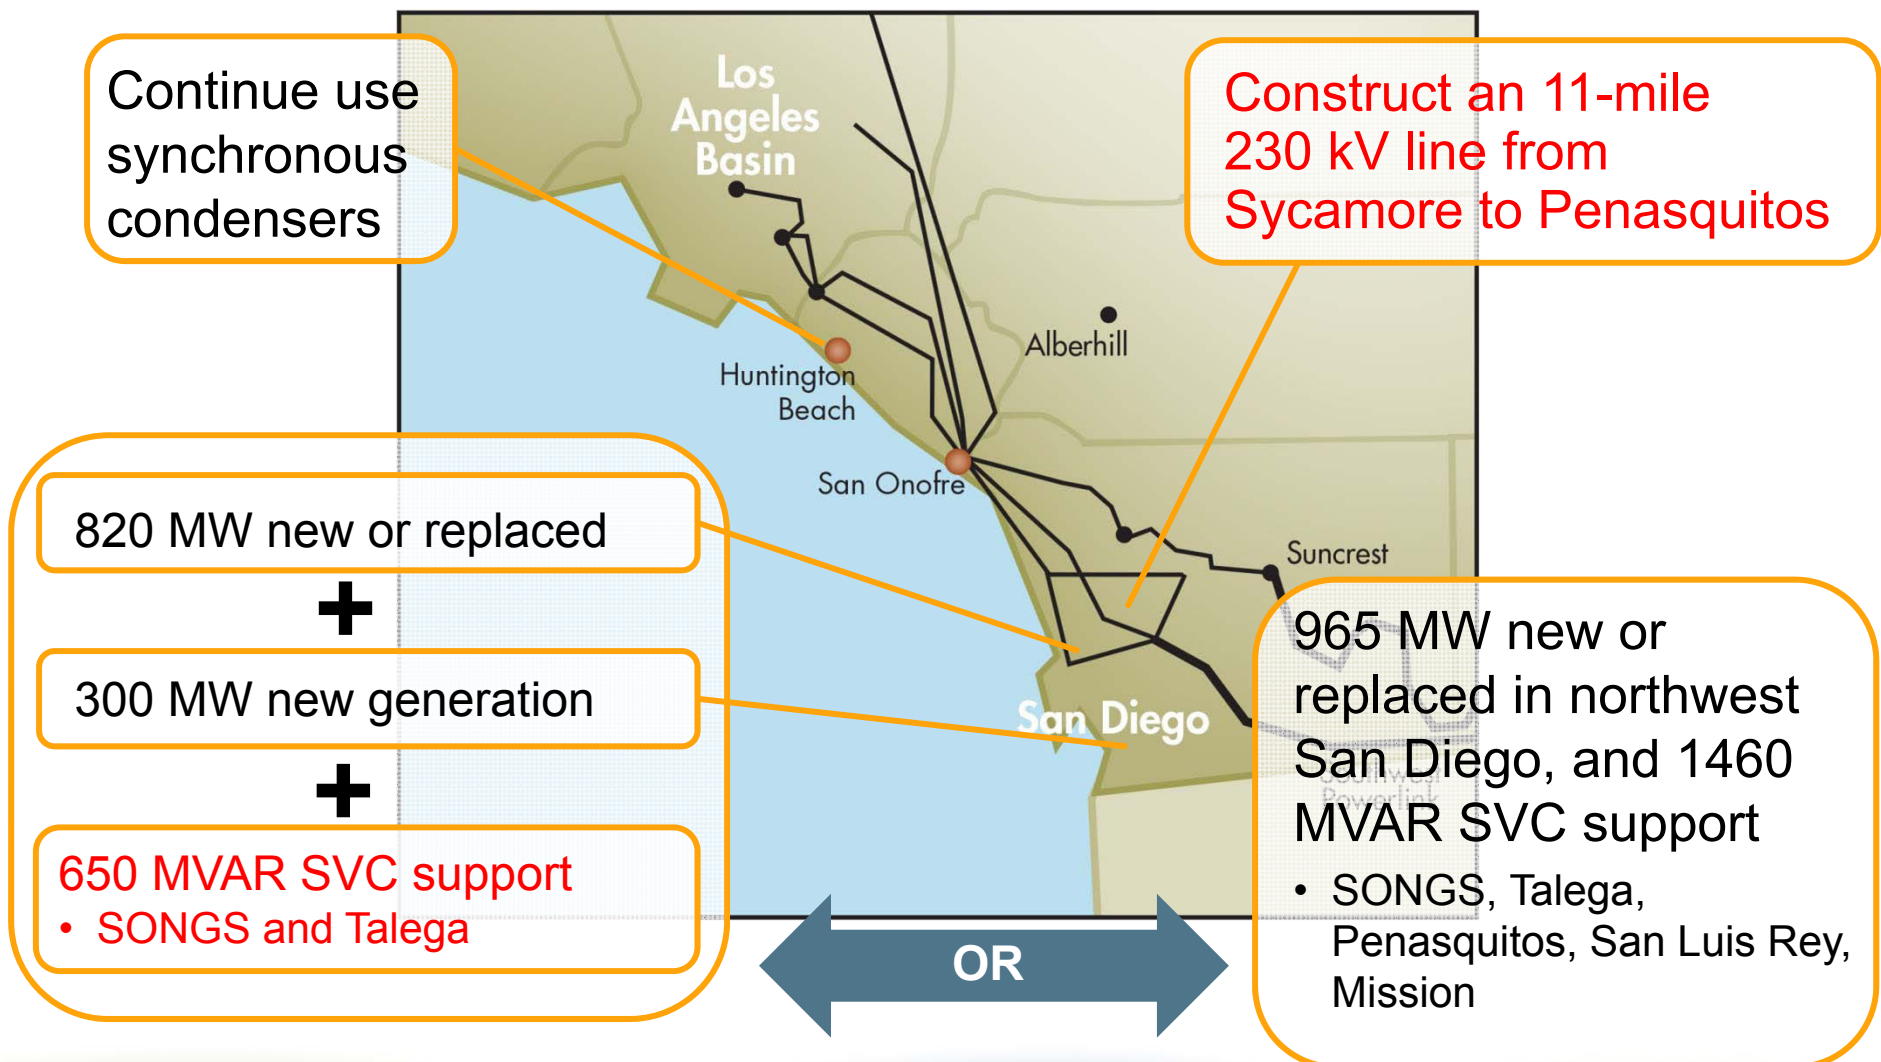 Continue use
synchronous
condensers
Los
Angeles
Basin
Construct an 11-mile
230 kV line from
Sycamore to Penasquitos
Alberhill
Huntington
Beach
San Onofre
Suncrest
San Diego
820 MW new or replaced
+
300 MW new generation
+
650 MVAR SVC support
• SONGS and Talega
OR
965 MW new or
replaced in northwest
San Diego, and 1460
MVAR SVC support
• SONGS, Talega,
Penasquitos, San Luis Rey,
Mission
Southwest
Powerlink